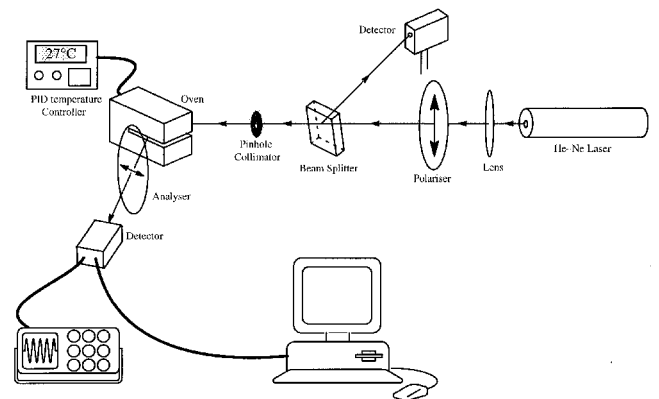 Detector
27°C
PID temperature
Controller
Oven
Pinhole
Collimator
Beam Splitter
Polariser
Lens
He-Ne Laser
Analyser
Detector